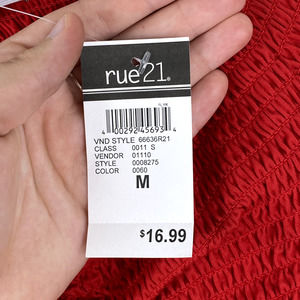 rue21
4 00292 45693 4
VND STYLE 66636R21
CLASS 0011 S
VENDOR 01110
STYLE 0008275
COLOR 0060
M
$16.99